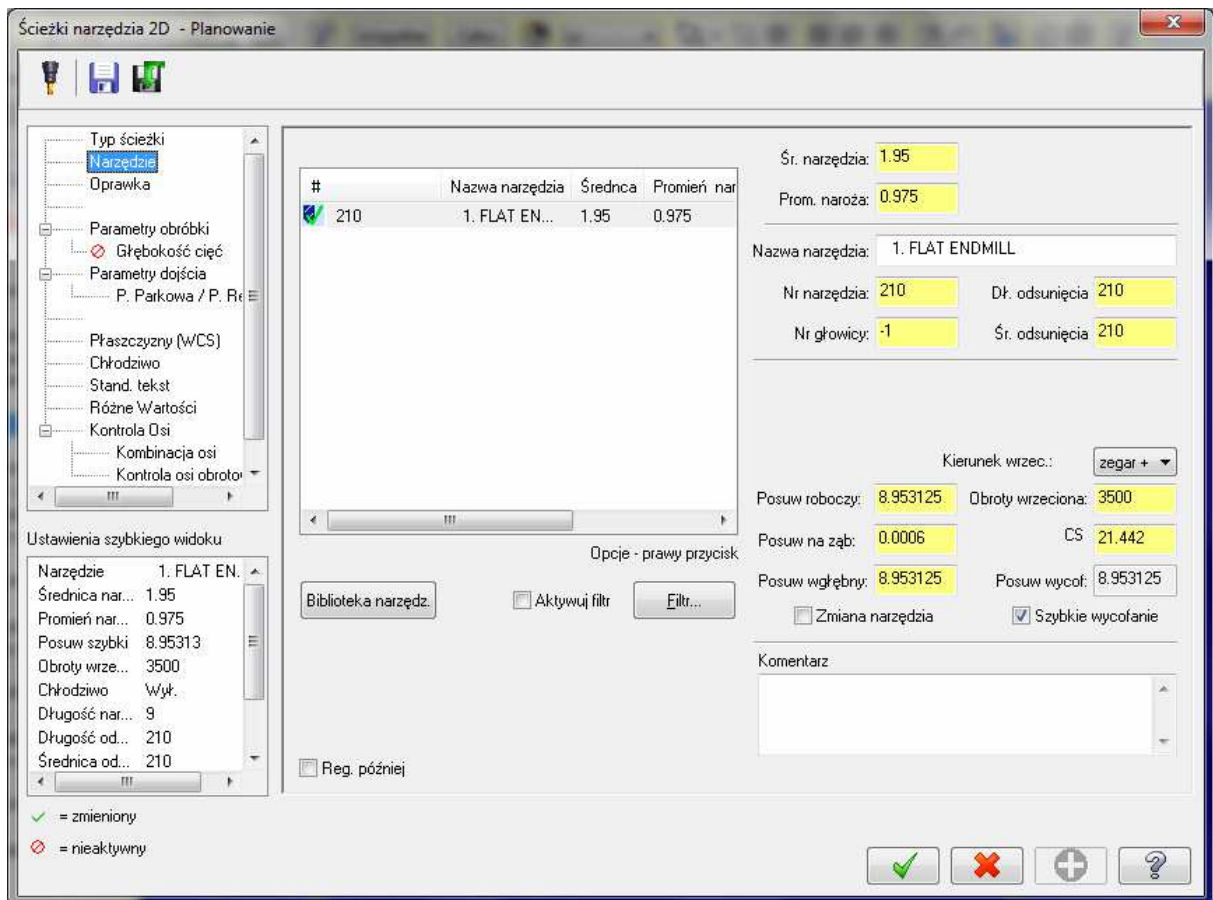 Ścieżki narzędzia 2D - Planowanie
Typ ścieżki
Narzędzie
Oprawka
Parametry obróbki
Głębokość cięć
Parametry dojścia
P. Parkowa / P. Re
Płaszczyzny (WCS)
Chłodziwo
Stand. tekst
Różne Wartości
Kontrola Osi
Kombinacja osi
Kontrola osi obroto
Ustawienia szybkiego widoku
Narzędzie 1. FLAT EN.
Średnica nar... 1.95
Promień nar... 0.975
Posuw szybki 8.95313
Obroty wrze... 3500
Chłodziwo Wył.
Długość nar... 9
Długość od... 210
Średnica od... 210
= zmieniony
= nieaktywny
# Nazwa narzędzia Średnca Promień nar
210 1. FLAT EN... 1.95 0.975
Opcje - prawy przycisk
Biblioteka narzędz. Aktywuj filtr Filtr...
Reg. później
Śr. narzędzia: 1.95
Prom. naroża: 0.975
Nazwa narzędzia: 1. FLAT ENDMILL
Nr narzędzia: 210 Dł. odsunięcia 210
Nr głowicy: -1 Śr. odsunięcia 210
Kierunek wrzec.: zegar +
Posuw roboczy: 8.953125 Obroty wrzeciona: 3500
Posuw na ząb: 0.0006 CS 21.442
Posuw wgłębny: 8.953125 Posuw wycof: 8.953125
Zmiana narzędzia Szybkie wycofanie
Komentarz